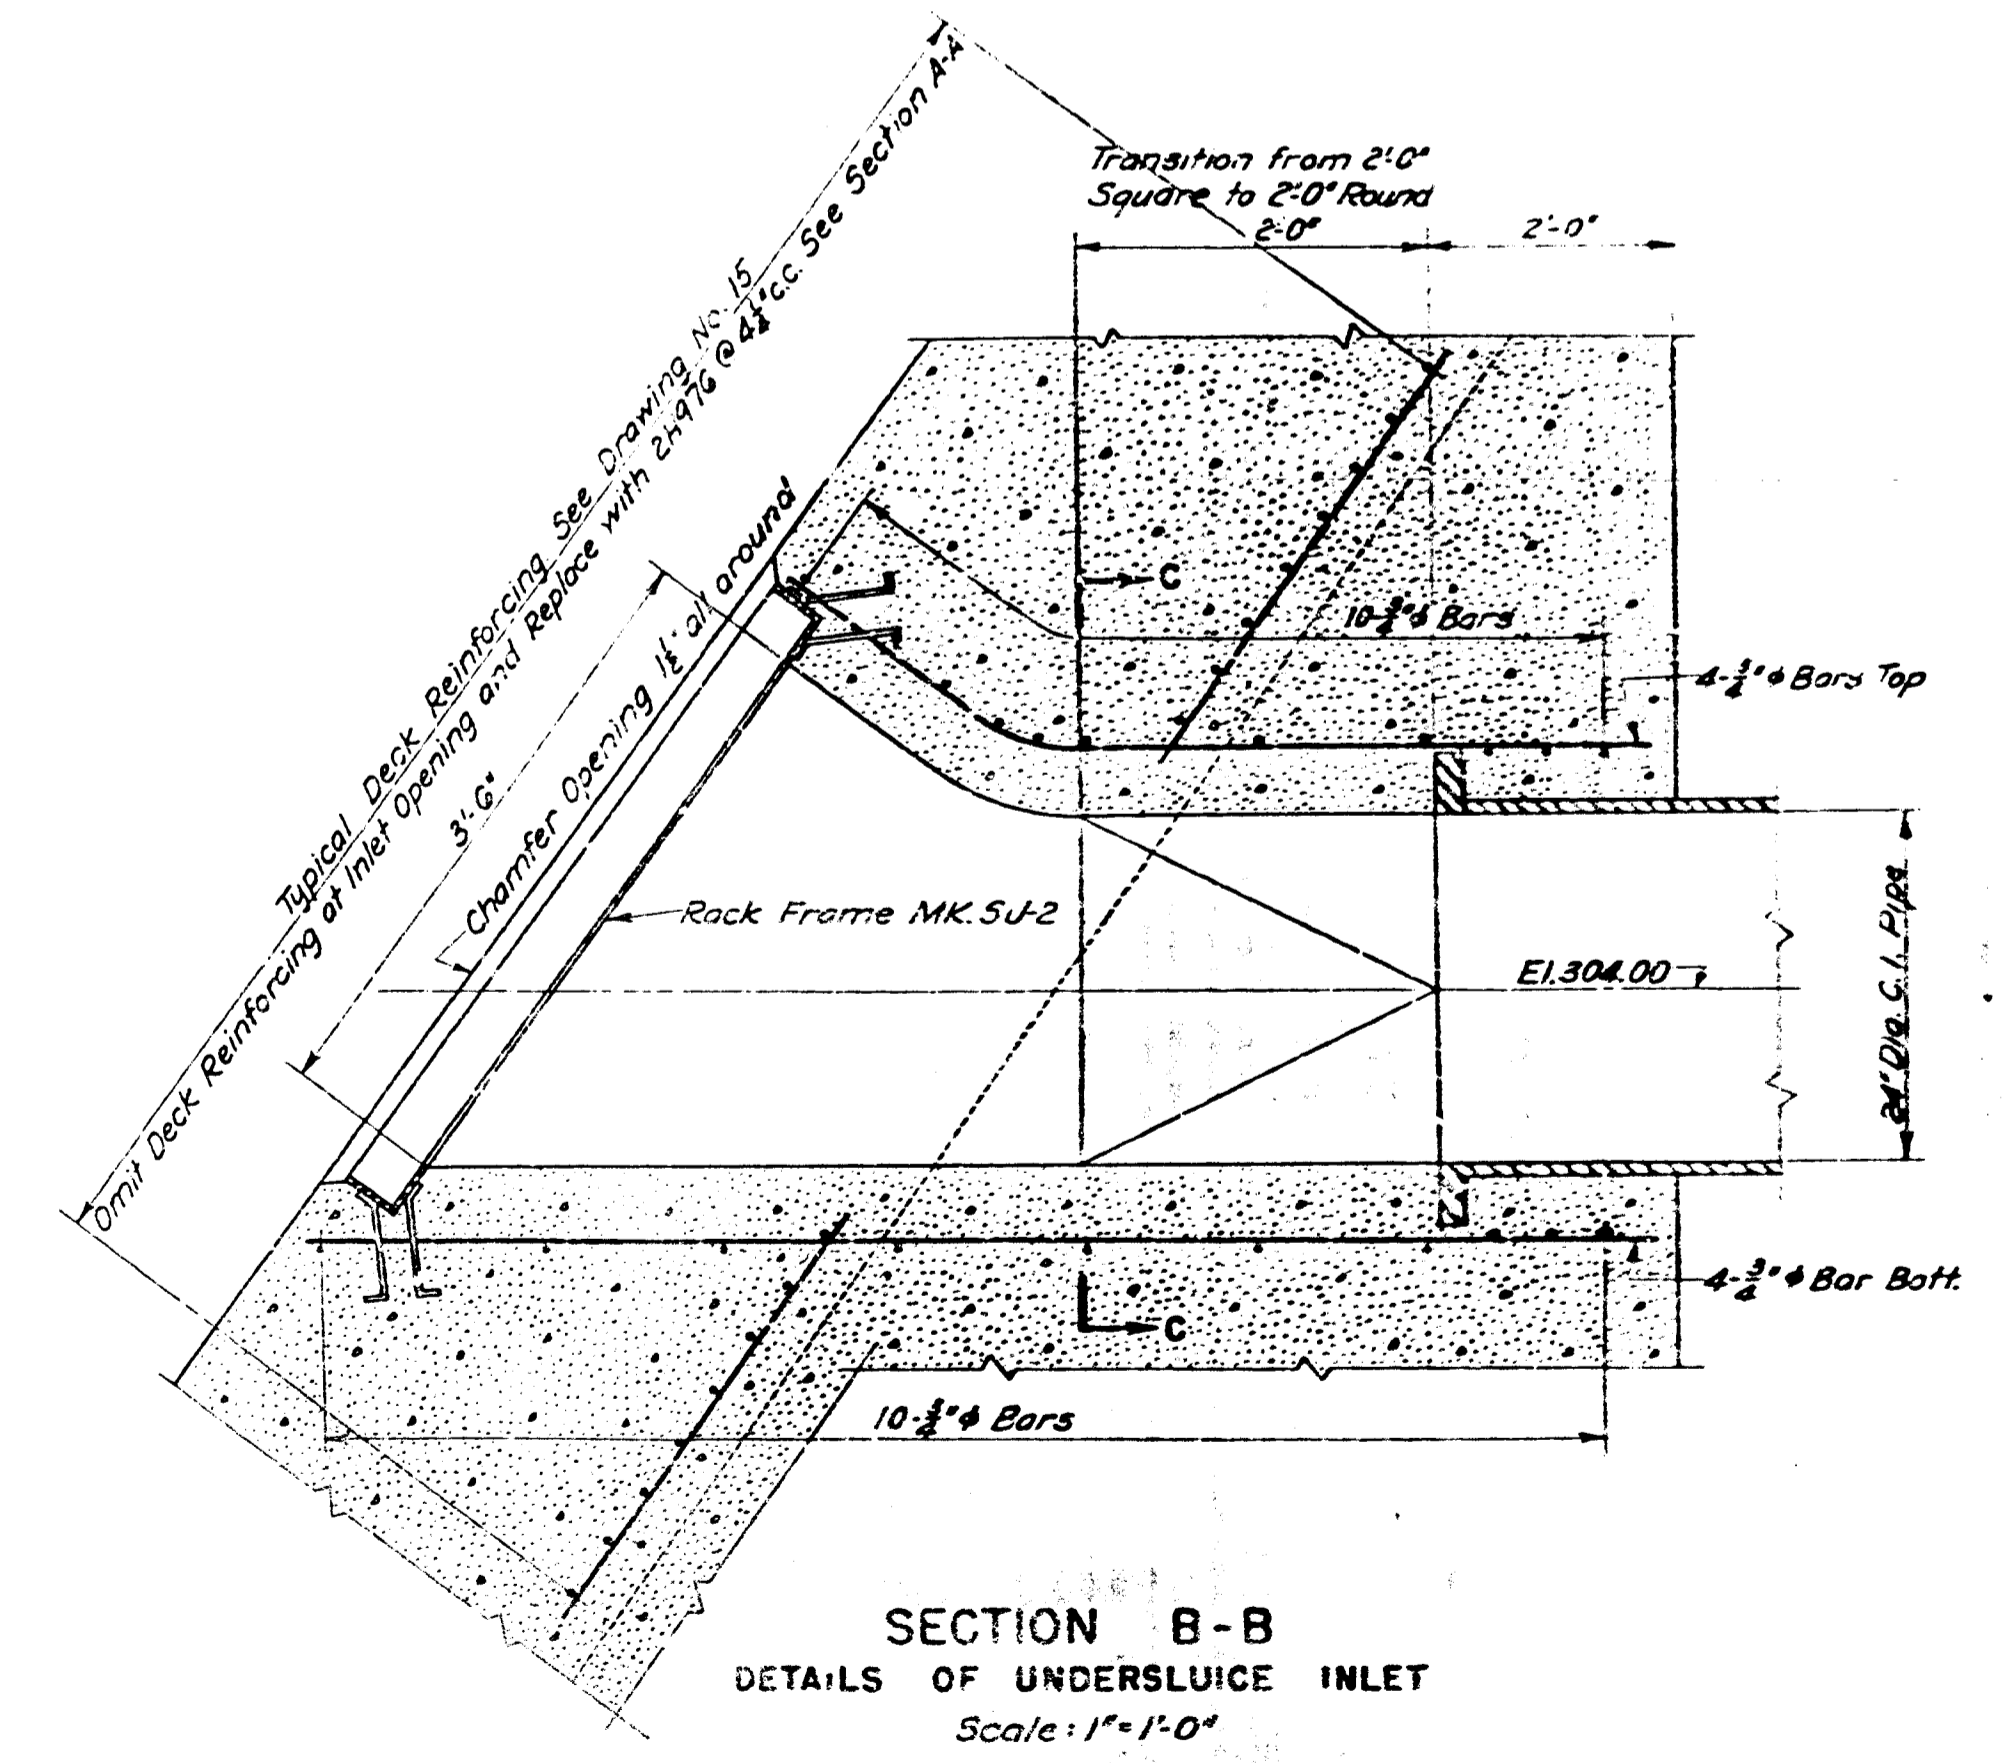 Transition from 2'-0"
Square to 2'-0" Round
2'-0"
2'-0"
Typical Deck Reinforcing See Drawing No. 15
Omit Deck Reinforcing at Inlet Opening and Replace with 2H976 @ 4¼" c.c. See Section A-A
3'-6"
Chamfer Opening 1½" all around
C
10-¾"ϕ Bars
4-¾"ϕ Bars Top
Rack Frame MK. SU-2
El. 304.00
24" Dia. C.I. Pipe
4-¾"ϕ Bar Bott.
C
10-¾"ϕ Bars
SECTION B-B
DETAILS OF UNDERSLUICE INLET
Scale: 1"=1'-0"